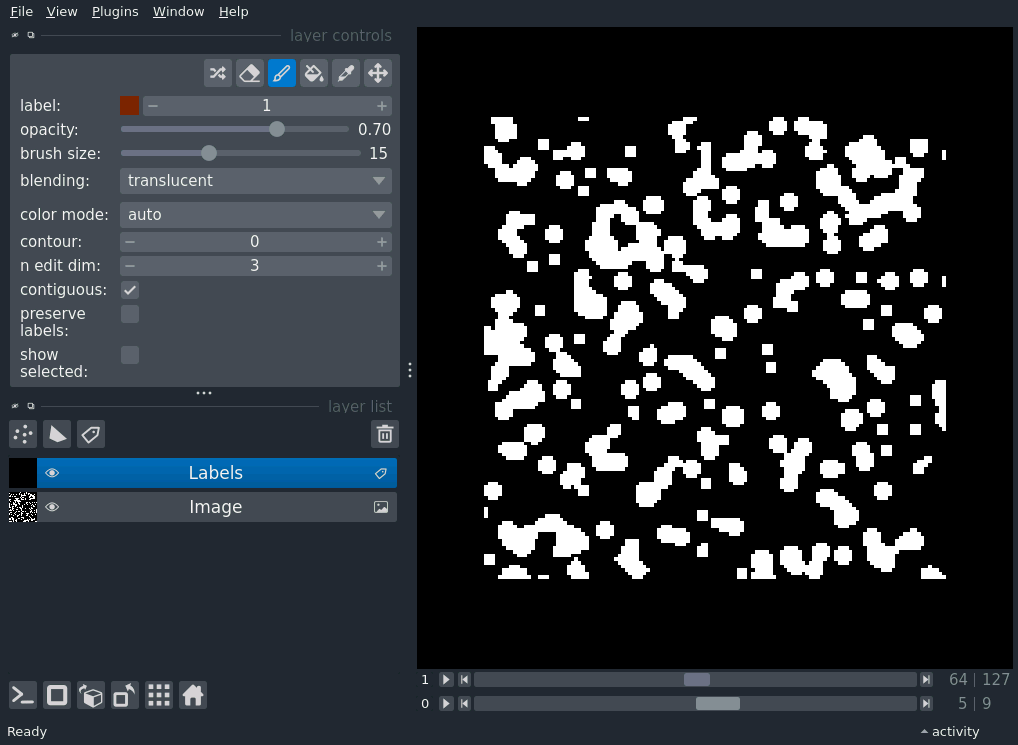 File View Plugins Window Help
layer controls
label: 1
opacity: 0.70
brush size: 15
blending: translucent
color mode: auto
contour: 0
n edit dim: 3
contiguous:
preserve
labels:
show
selected:
layer list
Labels
Image
1 64 | 127
0 5 | 9
Ready activity